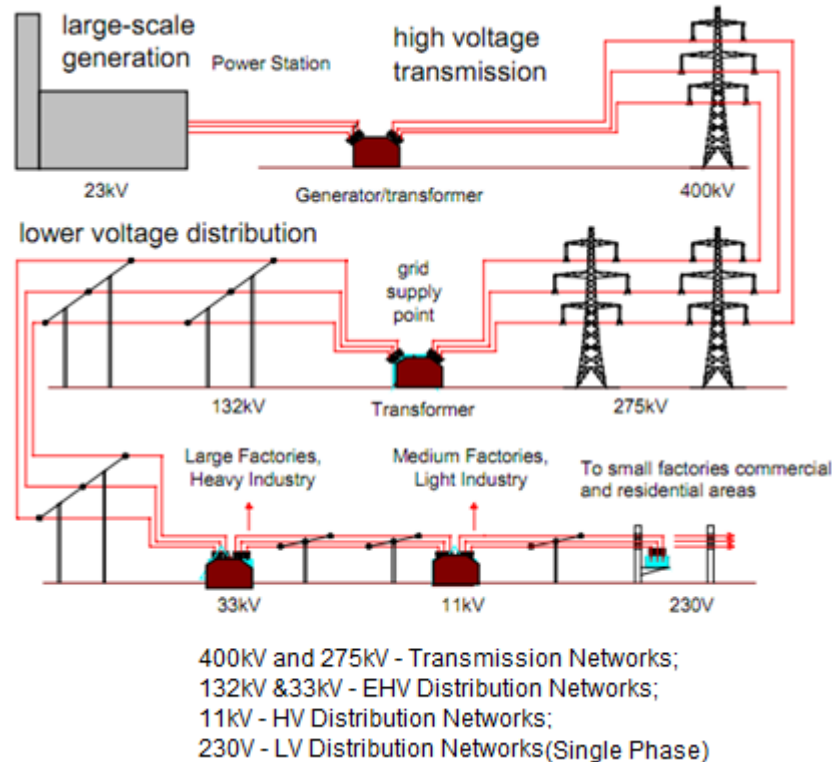 large-scale
generation
Power Station
high voltage
transmission
23kV
Generator/transformer
400kV
lower voltage distribution
grid
supply
point
132kV
Transformer
275kV
Large Factories,
Heavy Industry
Medium Factories,
Light Industry
To small factories commercial
and residential areas
33kV
11kV
230V
400kV and 275kV - Transmission Networks;
132kV &33kV - EHV Distribution Networks;
11kV - HV Distribution Networks;
230V - LV Distribution Networks(Single Phase)